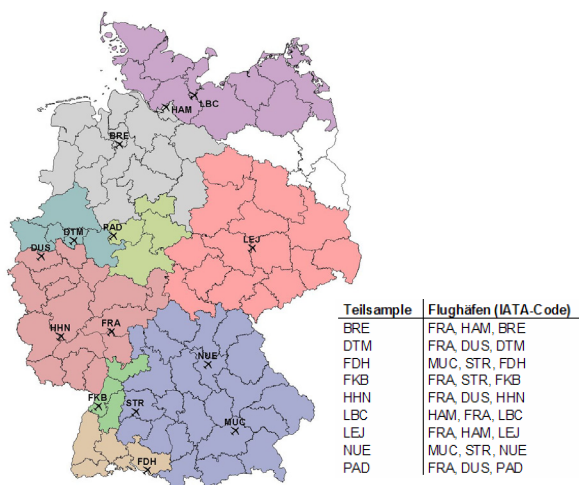 LBC
HAM
BRE
PAD
DTM
DUS
LEJ
HHN
FRA
NUE
FKB
STR
MUC
FDH
Teilsample Flughäfen (IATA-Code)
BRE FRA, HAM, BRE
DTM FRA, DUS, DTM
FDH MUC, STR, FDH
FKB FRA, STR, FKB
HHN FRA, DUS, HHN
LBC HAM, FRA, LBC
LEJ FRA, HAM, LEJ
NUE MUC, STR, NUE
PAD FRA, DUS, PAD